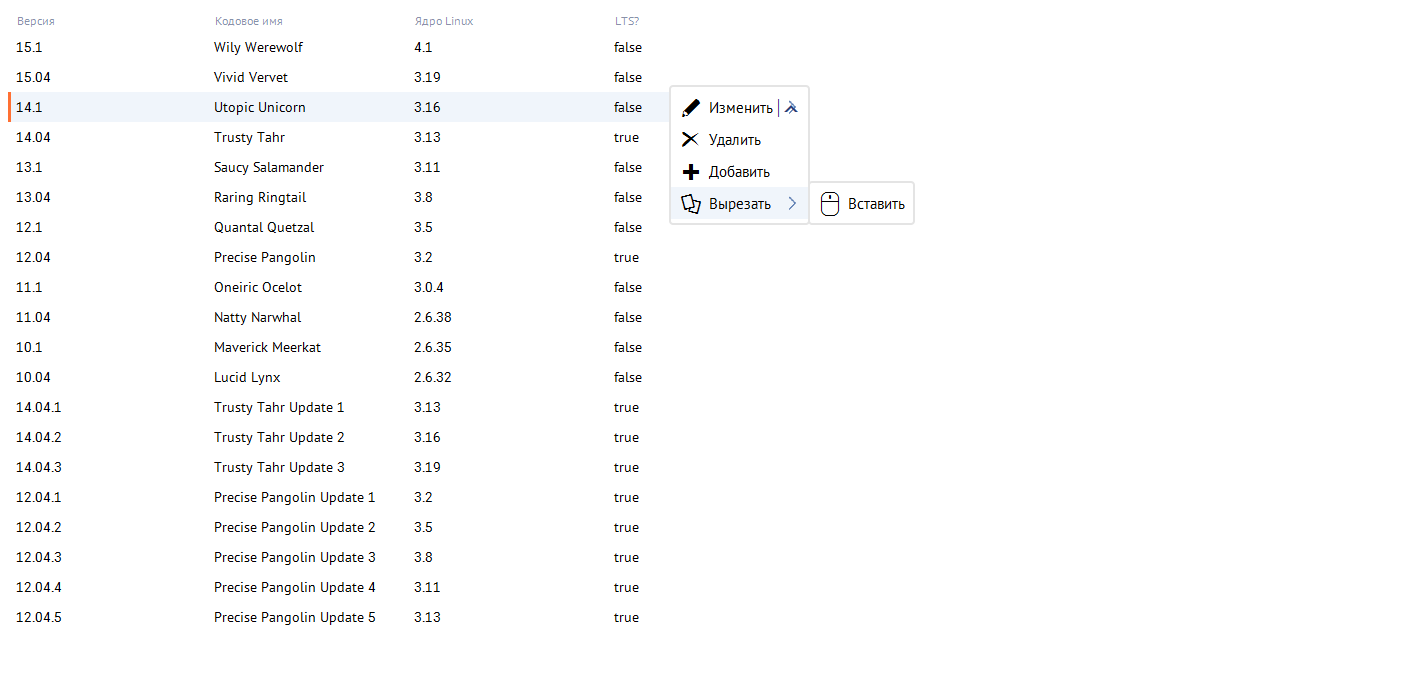 Версия Кодовое имя Ядро Linux LTS?
15.1 Wily Werewolf 4.1 false
15.04 Vivid Vervet 3.19 false
14.1 Utopic Unicorn 3.16 false Изменить
14.04 Trusty Tahr 3.13 true Удалить
13.1 Saucy Salamander 3.11 false Добавить
13.04 Raring Ringtail 3.8 false Вырезать Вставить
12.1 Quantal Quetzal 3.5 false
12.04 Precise Pangolin 3.2 true
11.1 Oneiric Ocelot 3.0.4 false
11.04 Natty Narwhal 2.6.38 false
10.1 Maverick Meerkat 2.6.35 false
10.04 Lucid Lynx 2.6.32 false
14.04.1 Trusty Tahr Update 1 3.13 true
14.04.2 Trusty Tahr Update 2 3.16 true
14.04.3 Trusty Tahr Update 3 3.19 true
12.04.1 Precise Pangolin Update 1 3.2 true
12.04.2 Precise Pangolin Update 2 3.5 true
12.04.3 Precise Pangolin Update 3 3.8 true
12.04.4 Precise Pangolin Update 4 3.11 true
12.04.5 Precise Pangolin Update 5 3.13 true